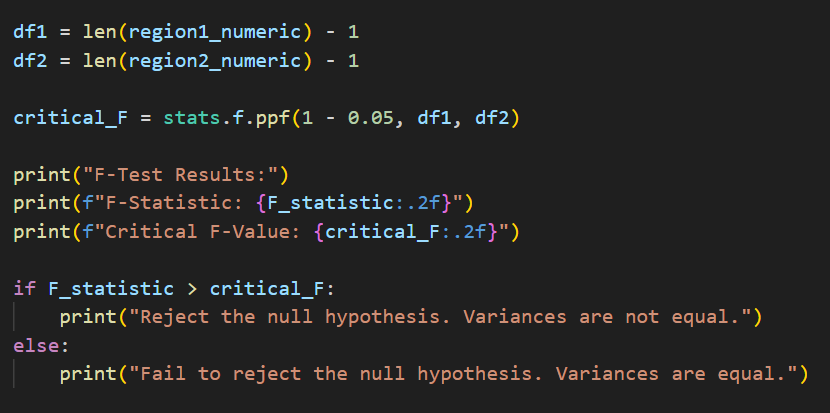 df1 = len(region1_numeric) - 1
df2 = len(region2_numeric) - 1
critical_F = stats.f.ppf(1 - 0.05, df1, df2)
print("F-Test Results:")
print(f"F-Statistic: {F_statistic:.2f}")
print(f"Critical F-Value: {critical_F:.2f}")
if F_statistic > critical_F:
    print("Reject the null hypothesis. Variances are not equal.")
else:
    print("Fail to reject the null hypothesis. Variances are equal.")